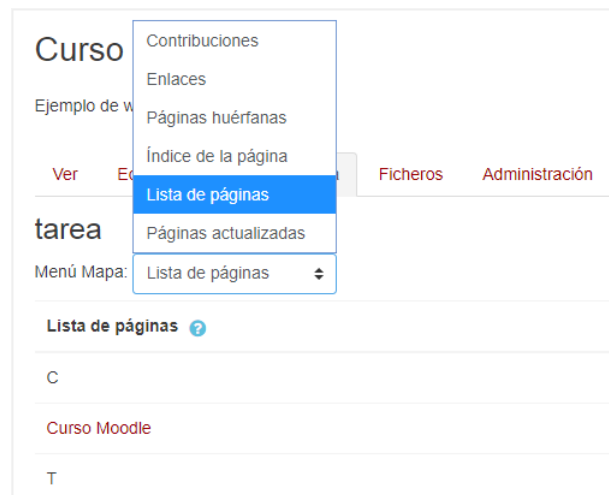 Curso
Ejemplo de w
Contribuciones
Enlaces
Páginas huérfanas
Índice de la página
Lista de páginas
Páginas actualizadas
Ver
Ficheros
Administración
tarea
Menú Mapa: Lista de páginas
Lista de páginas
C
Curso Moodle
T